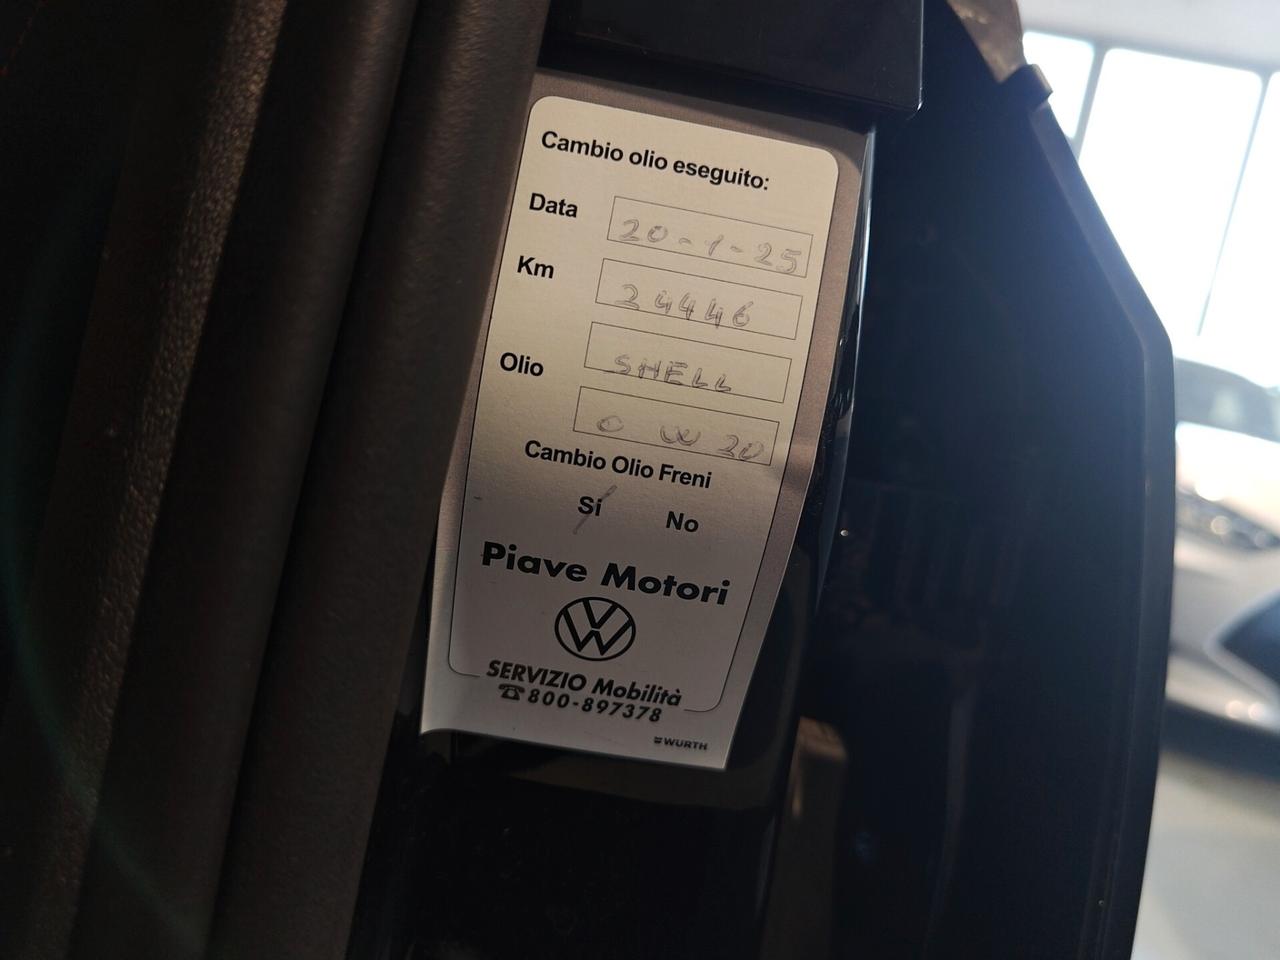 Cambio olio eseguito:
Data 20-1-25
Km 24446
Olio SHELL
0 W 20
Cambio Olio Freni
Sí No
Piave Motori
SERVIZIO Mobilità
☎800-897378
WURTH